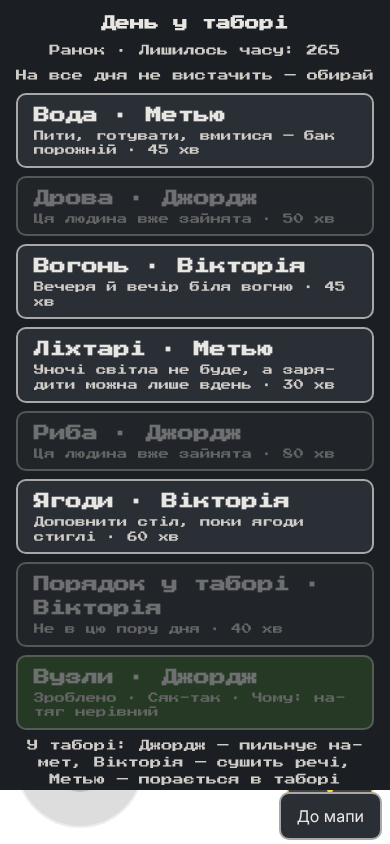 День у таборі
Ранок · Лишилось часу: 265
На все дня не вистачить — обирай
Вода · Метью
Пити, готувати, вмитися — бак
порожній · 45 хв
Дрова · Джордж
Ця людина вже зайнята · 50 хв
Вогонь · Вікторія
Вечеря й вечір біля вогню · 45
хв
Ліхтарі · Метью
Уночі світла не буде, а заря-
дити можна лише вдень · 30 хв
Риба · Джордж
Ця людина вже зайнята · 80 хв
Ягоди · Вікторія
Доповнити стіл, поки ягоди
стиглі · 60 хв
Порядок у таборі ·
Вікторія
Не в цю пору дня · 40 хв
Вузли · Джордж
Зроблено · Сяк-так · Чому: на-
тяг нерівний
У таборі: Джордж — пильнує на-
мет, Вікторія — сушить речі,
Метью — порається в таборі
До мапи